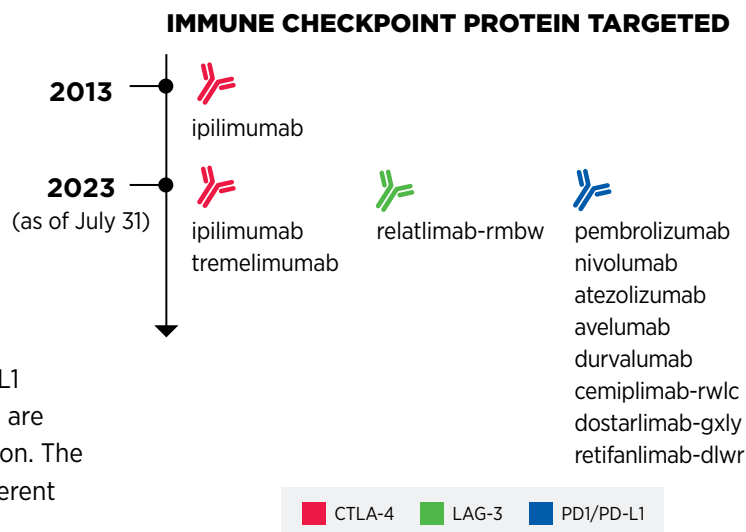 IMMUNE CHECKPOINT PROTEIN TARGETED
2013
ipilimumab
2023
(as of July 31)
ipilimumab
tremelimumab
relatlimab-rmbw
pembrolizumab
nivolumab
atezolizumab
avelumab
durvalumab
cemiplimab-rwlc
dostarlimab-gxly
retifanlimab-dlwr
L1
are
on. The
erent
CTLA-4
LAG-3
PD1/PD-L1